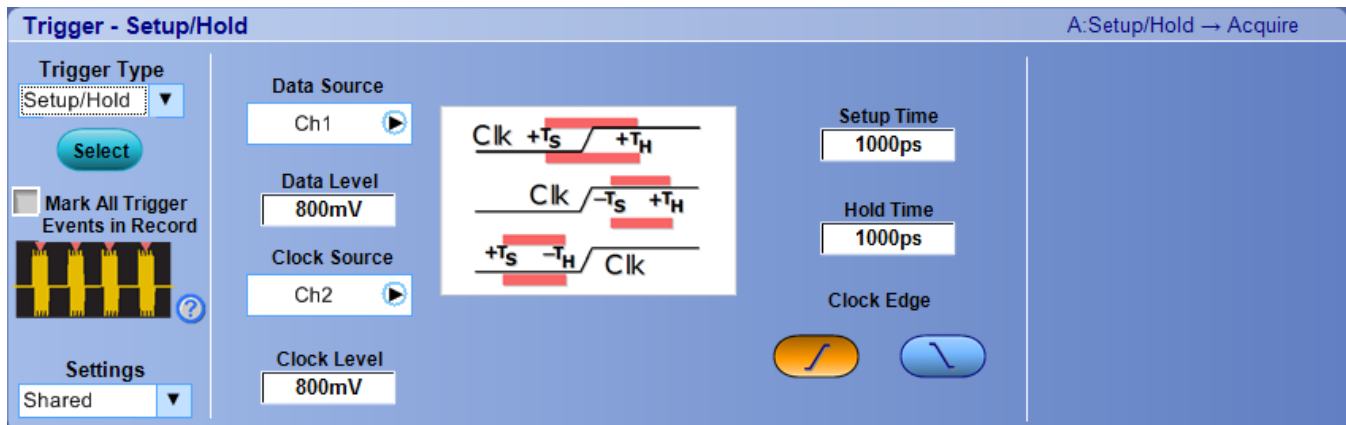 Trigger - Setup/Hold
A:Setup/Hold → Acquire
Trigger Type
Setup/Hold
Select
Mark All Trigger
Events in Record
?
Settings
Shared
Data Source
Ch1
Data Level
800mV
Clock Source
Ch2
Clock Level
800mV
Clk +TS +TH
Clk –TS +TH
+TS –TH Clk
Setup Time
1000ps
Hold Time
1000ps
Clock Edge